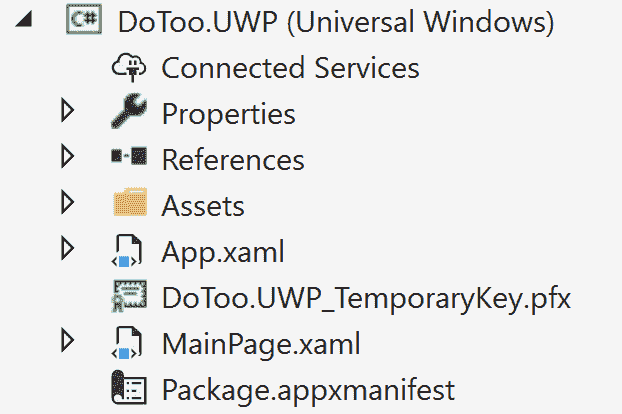 C# DoToo.UWP (Universal Windows)
Connected Services
Properties
References
Assets
App.xaml
DoToo.UWP_TemporaryKey.pfx
MainPage.xaml
Package.appxmanifest